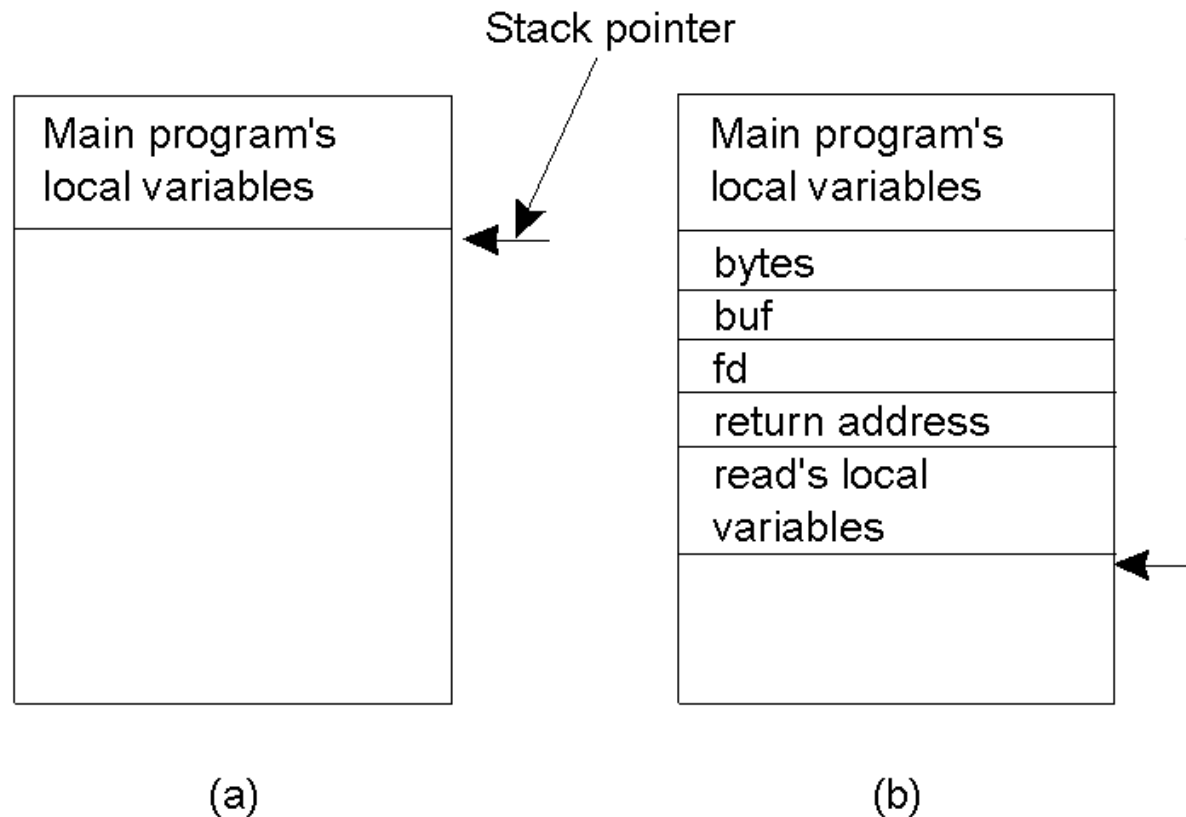 Stack pointer
Main program's
local variables
Main program's
local variables
bytes
buf
fd
return address
read's local
variables
(a)
(b)